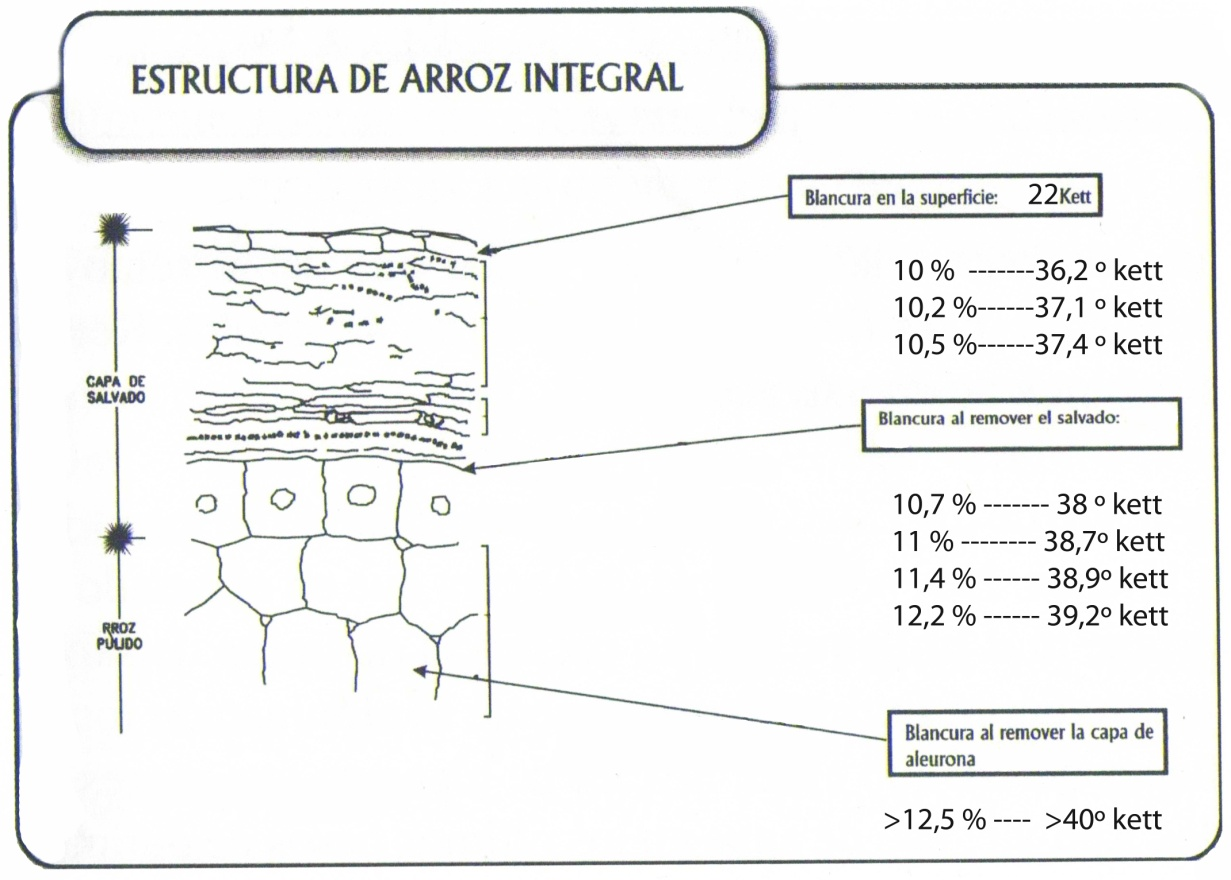 ESTRUCTURA DE ARROZ INTEGRAL
Blancura en la superficie: 22Kett
10 % -------36,2 º kett
10,2 %------37,1 º kett
10,5 %------37,4 º kett
CAPA DE
SALVADO
Blancura al remover el salvado:
10,7 % ------- 38 º kett
11 % -------- 38,7º kett
11,4 % ------ 38,9º kett
12,2 % ------ 39,2º kett
RROZ
PULIDO
Blancura al remover la capa de
aleurona
>12,5 % ---- >40º kett